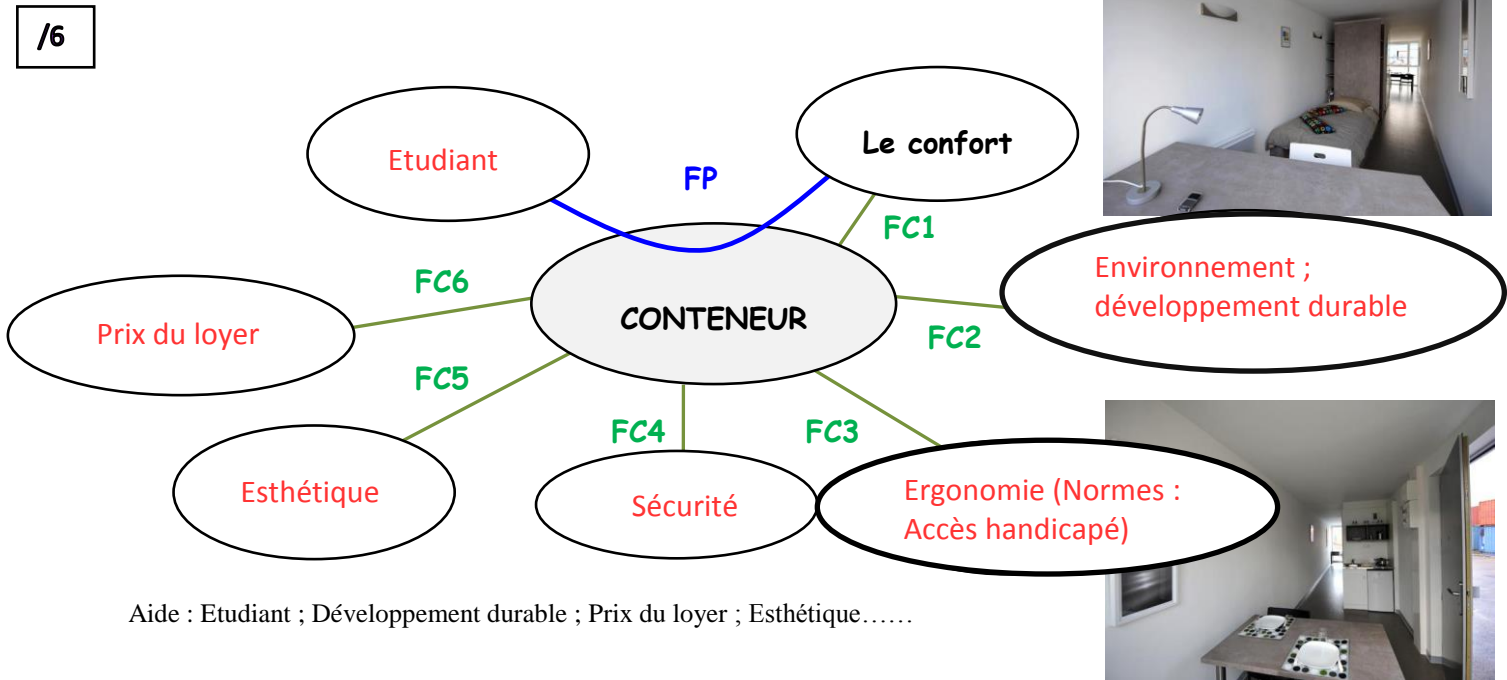 /6
Etudiant
Le confort
FP
FC1
Environnement ;
développement durable
FC6
CONTENEUR
Prix du loyer
FC2
FC5
FC4
FC3
Esthétique
Sécurité
Ergonomie (Normes :
Accès handicapé)
Aide : Etudiant ; Développement durable ; Prix du loyer ; Esthétique……